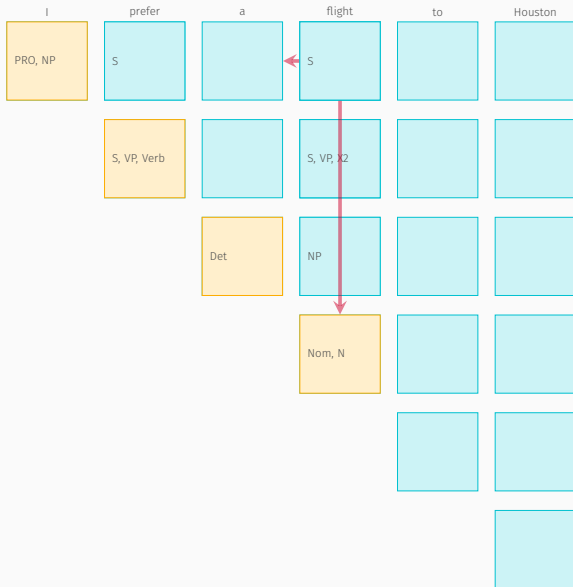 I prefer a flight to Houston
PRO, NP S S
S, VP, Verb S, VP, X2
Det NP
Nom, N